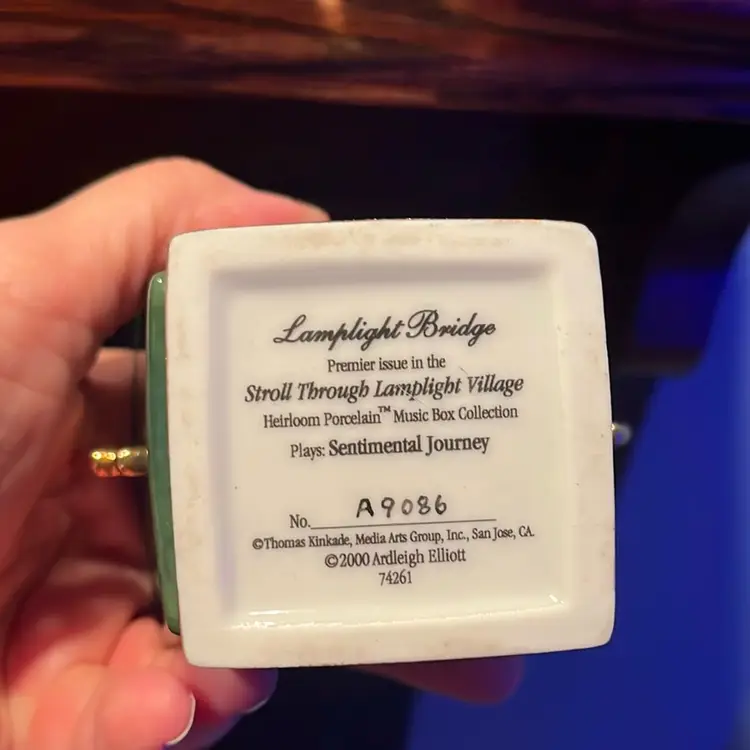 Lamplight Bridge
Premier issue in the
Stroll Through Lamplight Village
Heirloom Porcelain™ Music Box Collection
Plays: Sentimental Journey
No. A9086
©Thomas Kinkade, Media Arts Group, Inc., San Jose, CA.
©2000 Ardleigh Elliott
74261